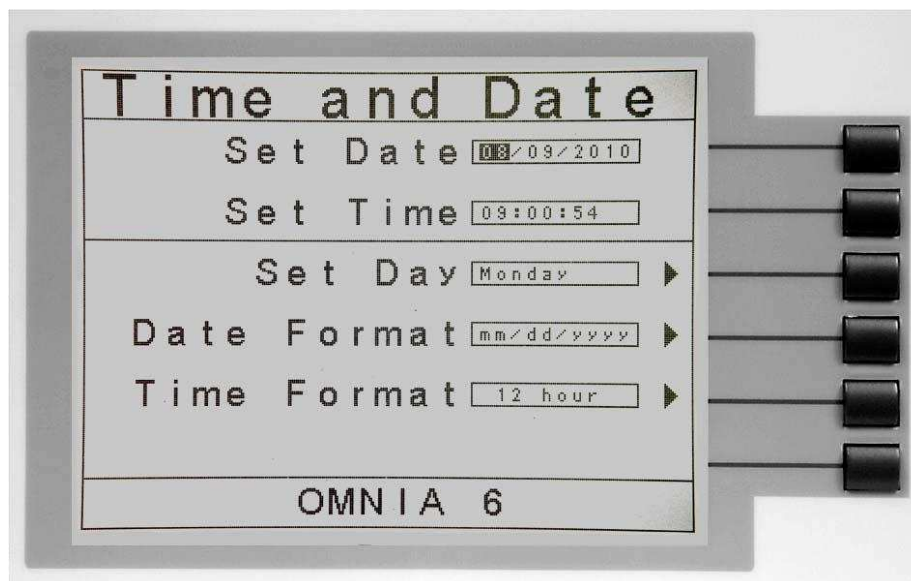 Time and Date
Set Date 08/09/2010
Set Time 09:00:54
Set Day Monday
Date Format mm/dd/yyyy
Time Format 12 hour
OMNIA 6